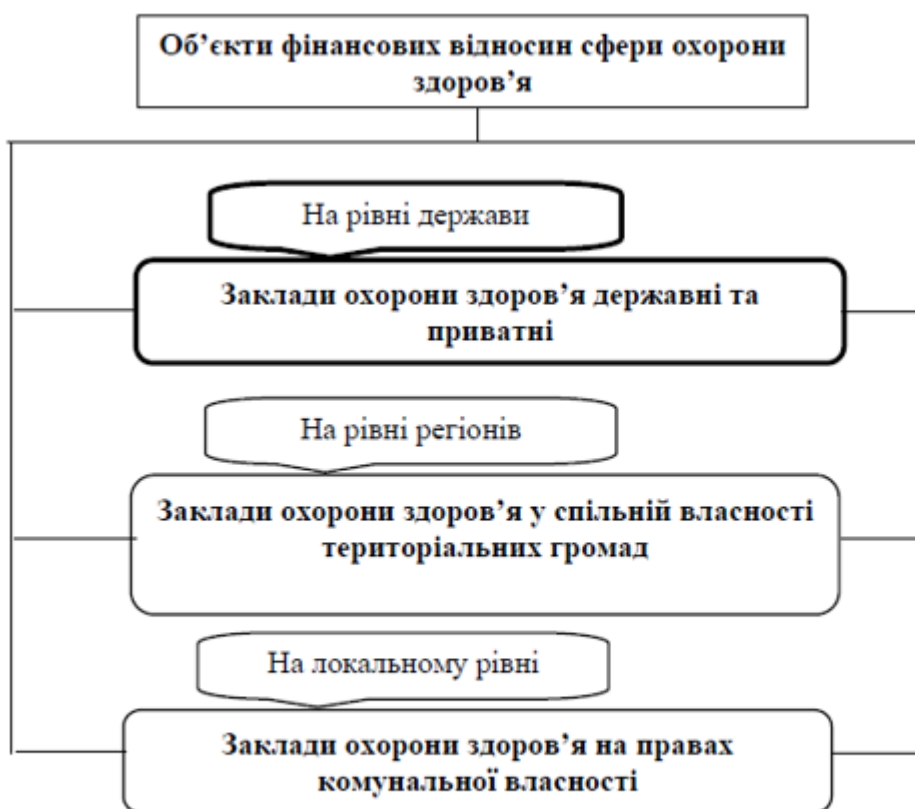 Об’єкти фінансових відносин сфери охорони
здоров’я
На рівні держави
Заклади охорони здоров’я державні та
приватні
На рівні регіонів
Заклади охорони здоров’я у спільній власності
територіальних громад
На локальному рівні
Заклади охорони здоров’я на правах
комунальної власності